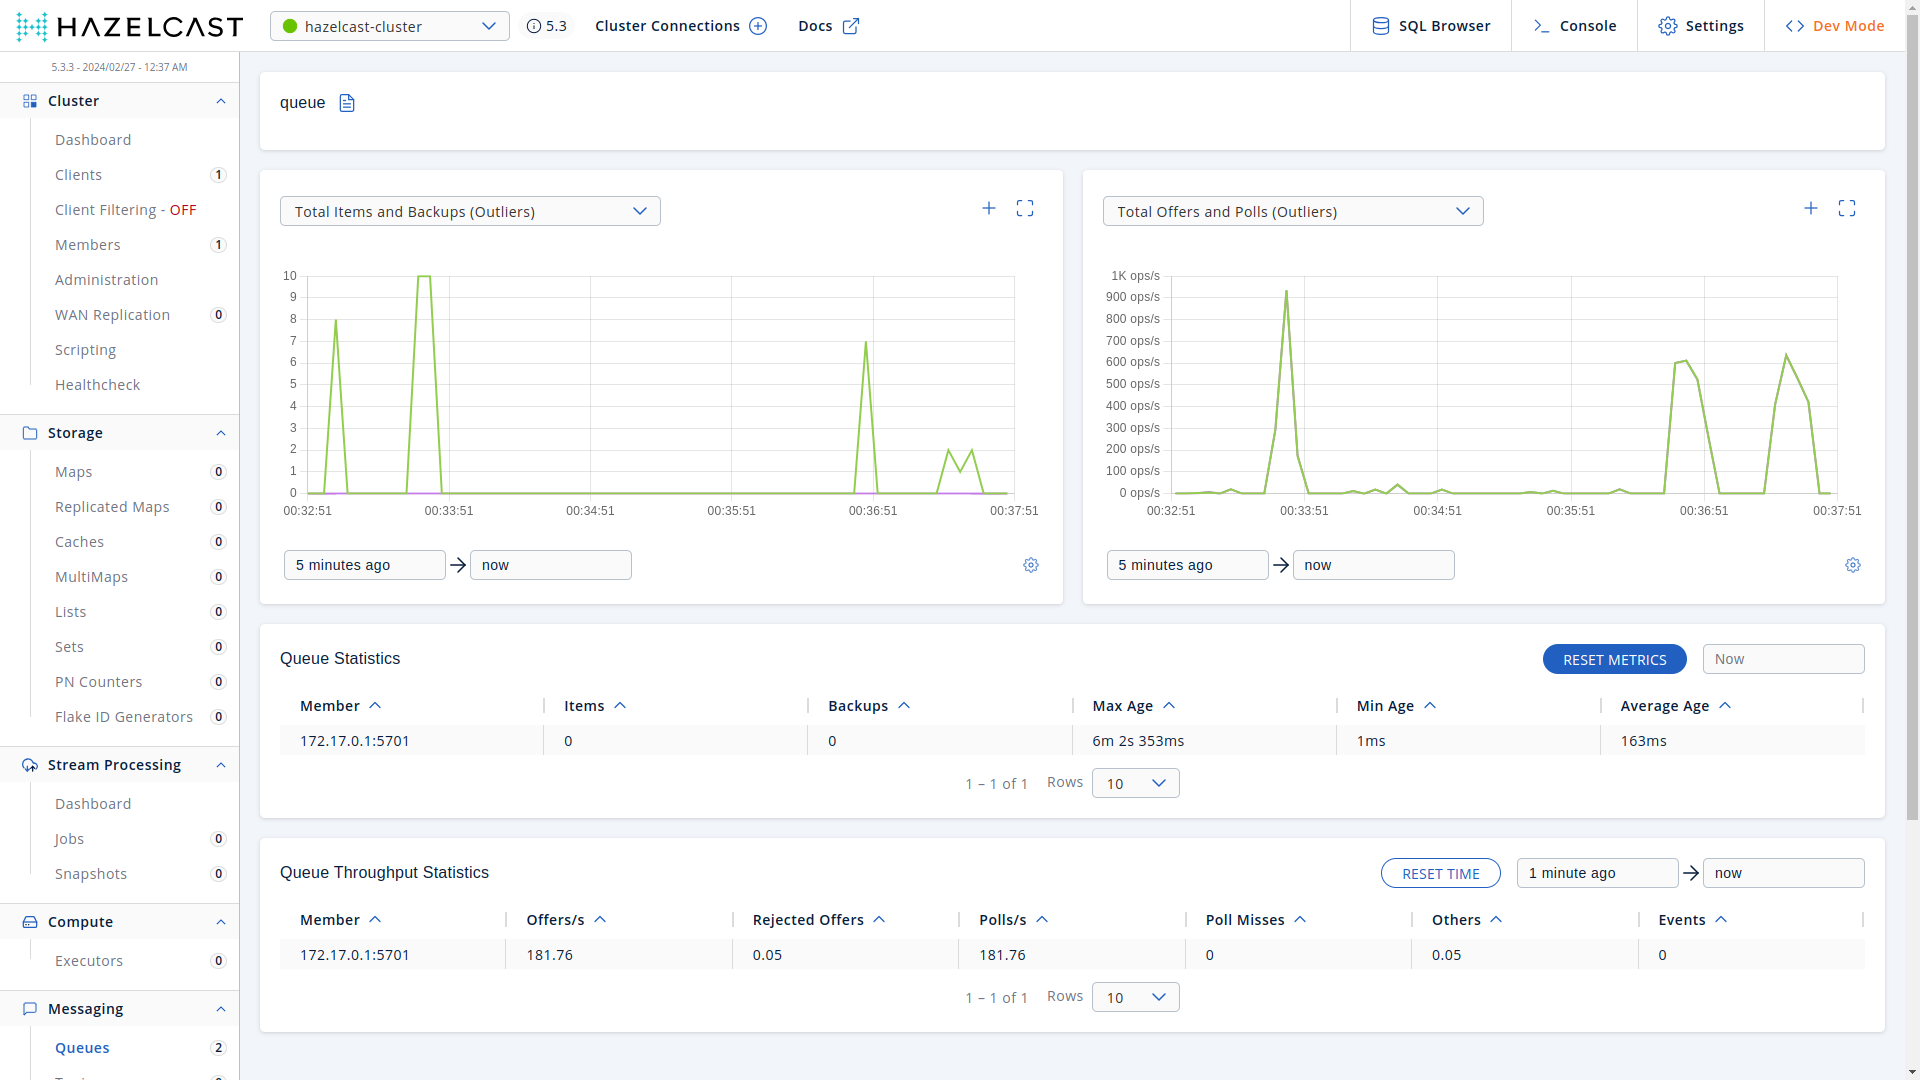 HAZELCAST
hazelcast-cluster
5.3
Cluster Connections
Docs
SQL Browser
Console
Settings
Dev Mode
5.3.3 - 2024/02/27 - 12:37 AM
Cluster
Dashboard
Clients 1
Client Filtering - OFF
Members 1
Administration
WAN Replication 0
Scripting
Healthcheck
Storage
Maps 0
Replicated Maps 0
Caches 0
MultiMaps 0
Lists 0
Sets 0
PN Counters 0
Flake ID Generators 0
Stream Processing
Dashboard
Jobs 0
Snapshots 0
Compute
Executors 0
Messaging
Queues 2
queue
Total Items and Backups (Outliers)
10
9
8
7
6
5
4
3
2
1
0
00:32:51 00:33:51 00:34:51 00:35:51 00:36:51 00:37:51
5 minutes ago now
Total Offers and Polls (Outliers)
1K ops/s
900 ops/s
800 ops/s
700 ops/s
600 ops/s
500 ops/s
400 ops/s
300 ops/s
200 ops/s
100 ops/s
0 ops/s
00:32:51 00:33:51 00:34:51 00:35:51 00:36:51 00:37:51
5 minutes ago now
Queue Statistics
RESET METRICS
Now
Member Items Backups Max Age Min Age Average Age
172.17.0.1:5701 0 0 6m 2s 353ms 1ms 163ms
1 – 1 of 1 Rows 10
Queue Throughput Statistics
RESET TIME
1 minute ago now
Member Offers/s Rejected Offers Polls/s Poll Misses Others Events
172.17.0.1:5701 181.76 0.05 181.76 0 0.05 0
1 – 1 of 1 Rows 10